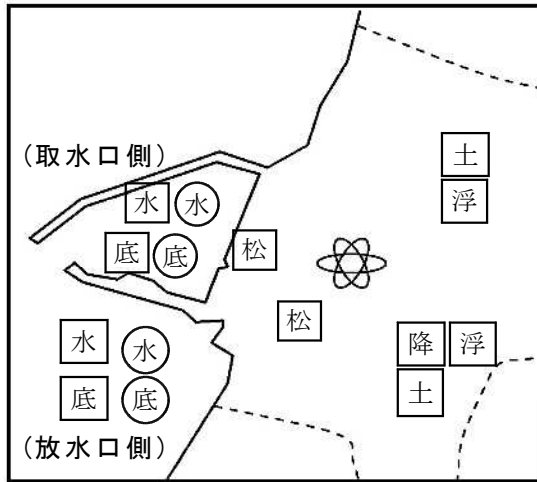 土
(取水口側)
水 水
浮
底 底 松
松
水 水 降 浮
底 底 土
(放水口側)